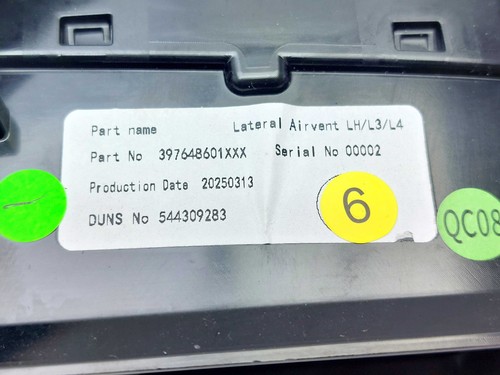 Part name Lateral Airvent LH/L3/L4
Part No 397648601XXX Serial No 00002
Production Date 20250313
DUNS No 544309283
6
QC08